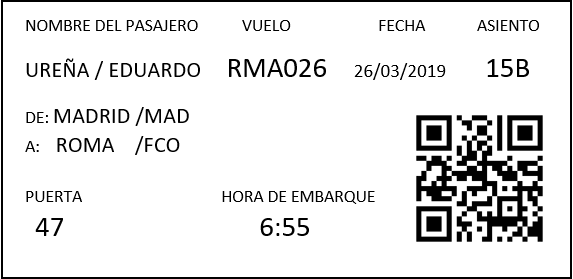 NOMBRE DEL PASAJERO VUELO FECHA ASIENTO
UREÑA / EDUARDO RMA026 26/03/2019 15B
DE: MADRID /MAD
A: ROMA /FCO
PUERTA HORA DE EMBARQUE
47 6:55